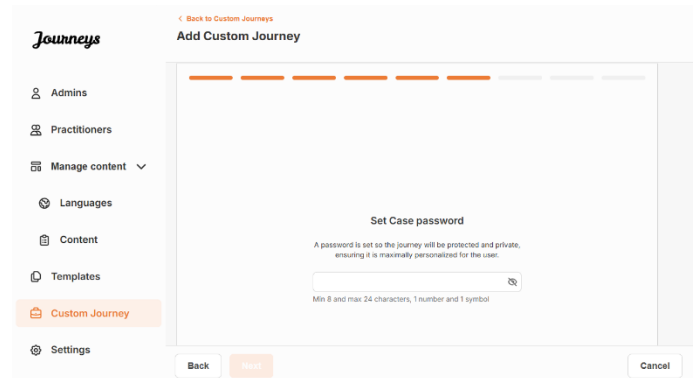 < Back to Custom Journeys
Journeys
Add Custom Journey
Admins
Practitioners
Manage content
Languages
Content
Templates
Custom Journey
Settings
Set Case password
A password is set so the journey will be protected and private,
ensuring it is maximally personalized for the user.
Min 8 and max 24 characters, 1 number and 1 symbol
Back
Next
Cancel